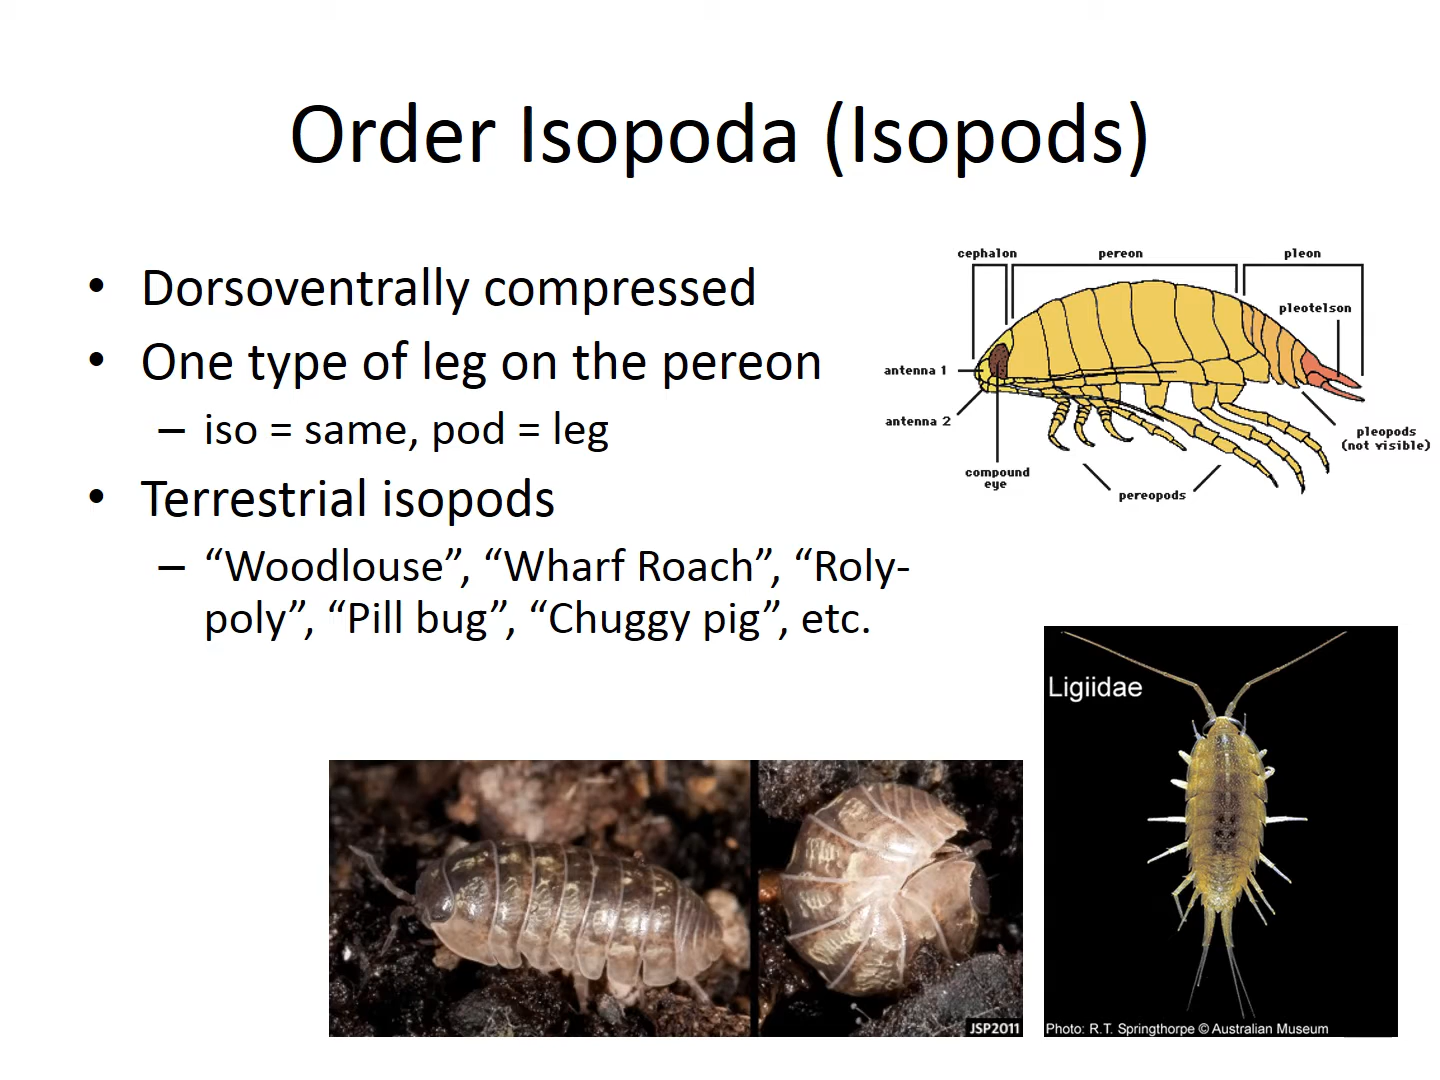 Order Isopoda (Isopods)
• Dorsoventrally compressed
• One type of leg on the pereon
– iso = same, pod = leg
• Terrestrial isopods
– “Woodlouse”, “Wharf Roach”, “Roly-
poly”, “Pill bug”, “Chuggy pig”, etc.
cephalon
pereon
pleon
pleotelson
antenna 1
antenna 2
compound
eye
pereopods
pleopods
(not visible)
Ligiidae
JSP2011
Photo: R.T. Springthorpe © Australian Museum